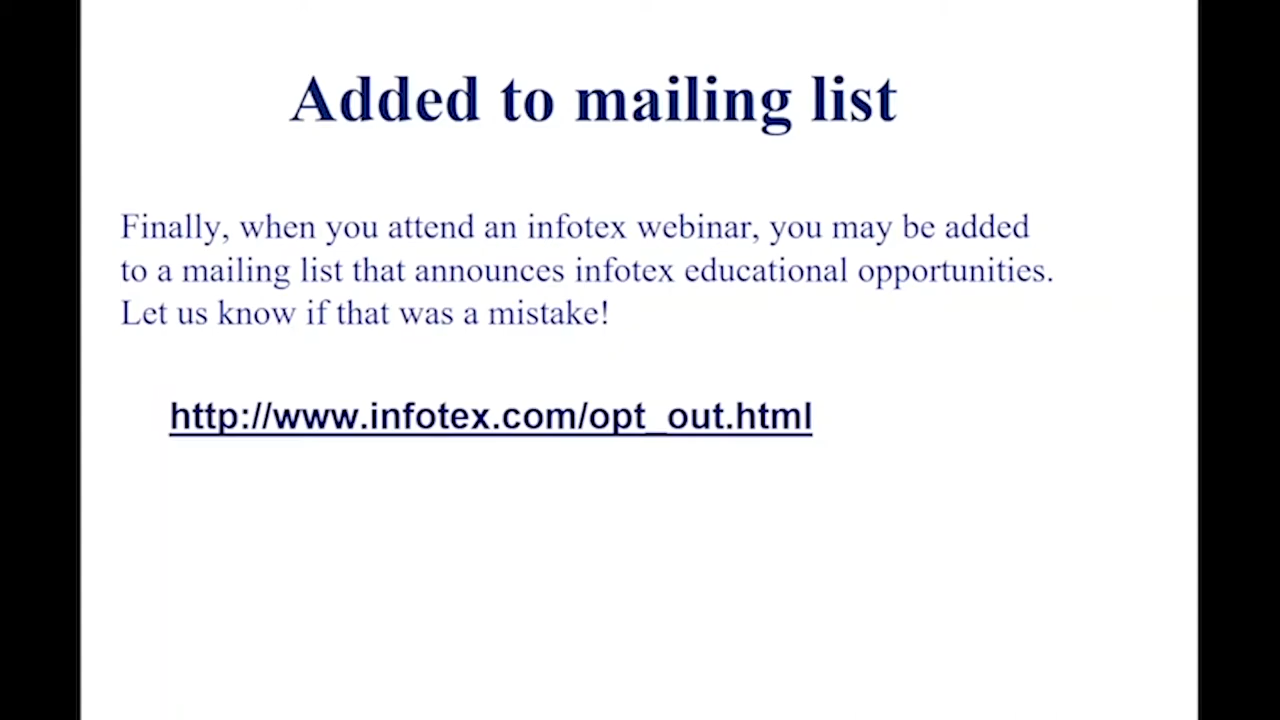 Added to mailing list
Finally, when you attend an infotex webinar, you may be added
to a mailing list that announces infotex educational opportunities.
Let us know if that was a mistake!
http://www.infotex.com/opt_out.html